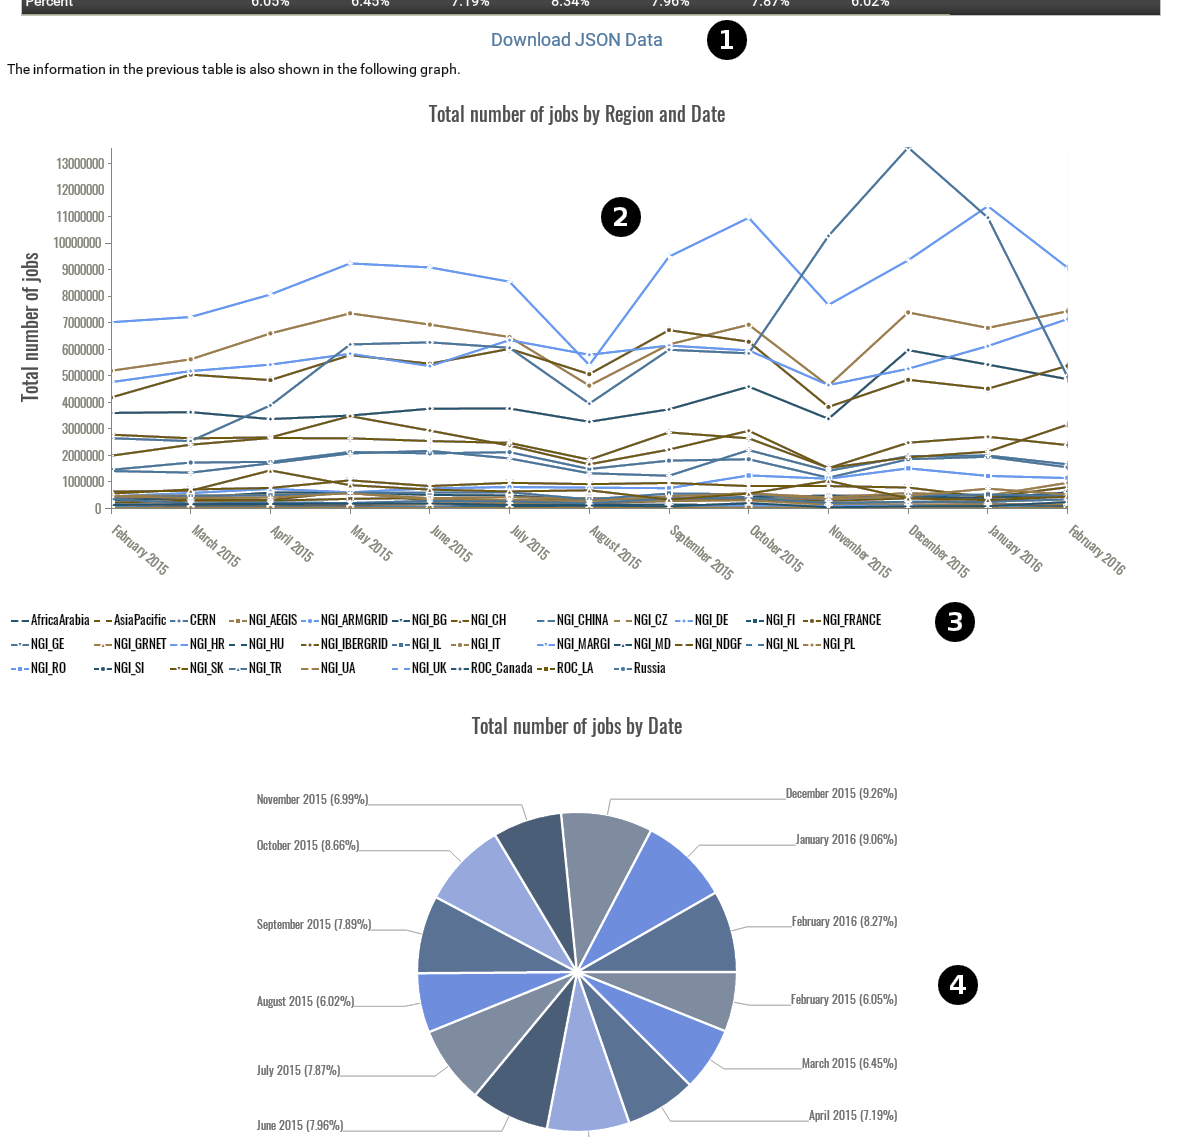 Percent 6.05% 6.45% 7.19% 8.34% 7.96% 7.87% 6.02%
Download JSON Data 1
The information in the previous table is also shown in the following graph.
Total number of jobs by Region and Date
Total number of jobs
13000000
12000000
11000000
10000000
9000000
8000000
7000000
6000000
5000000
4000000
3000000
2000000
1000000
0
2
February 2015 March 2015 April 2015 May 2015 June 2015 July 2015 August 2015 September 2015 October 2015 November 2015 December 2015 January 2016 February 2016
AfricaArabia AsiaPacific CERN NGI_AEGIS NGI_ARMGRID NGI_BG NGI_CH NGI_CHINA NGI_CZ NGI_DE NGI_FI NGI_FRANCE
3
NGI_GE NGI_GRNET NGI_HR NGI_HU NGI_IBERGRID NGI_IL NGI_IT NGI_MARGI NGI_MD NGI_NDGF NGI_NL NGI_PL
NGI_RO NGI_SI NGI_SK NGI_TR NGI_UA NGI_UK ROC_Canada ROC_LA Russia
Total number of jobs by Date
November 2015 (6.99%) December 2015 (9.26%)
October 2015 (8.66%) January 2016 (9.06%)
September 2015 (7.89%) February 2016 (8.27%)
4
August 2015 (6.02%) February 2015 (6.05%)
July 2015 (7.87%) March 2015 (6.45%)
June 2015 (7.96%) April 2015 (7.19%)